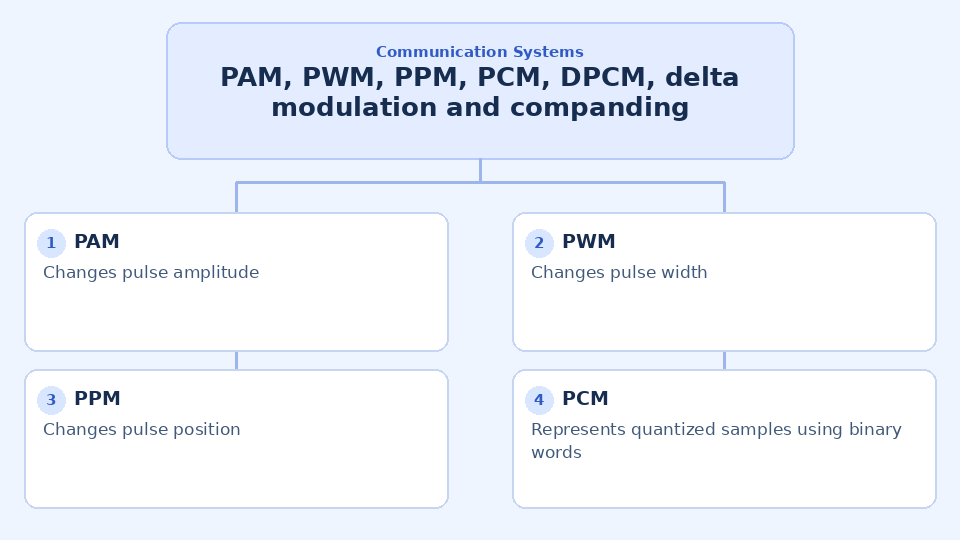 Communication Systems
PAM, PWM, PPM, PCM, DPCM, delta
modulation and companding
1 PAM
Changes pulse amplitude
2 PWM
Changes pulse width
3 PPM
Changes pulse position
4 PCM
Represents quantized samples using binary
words